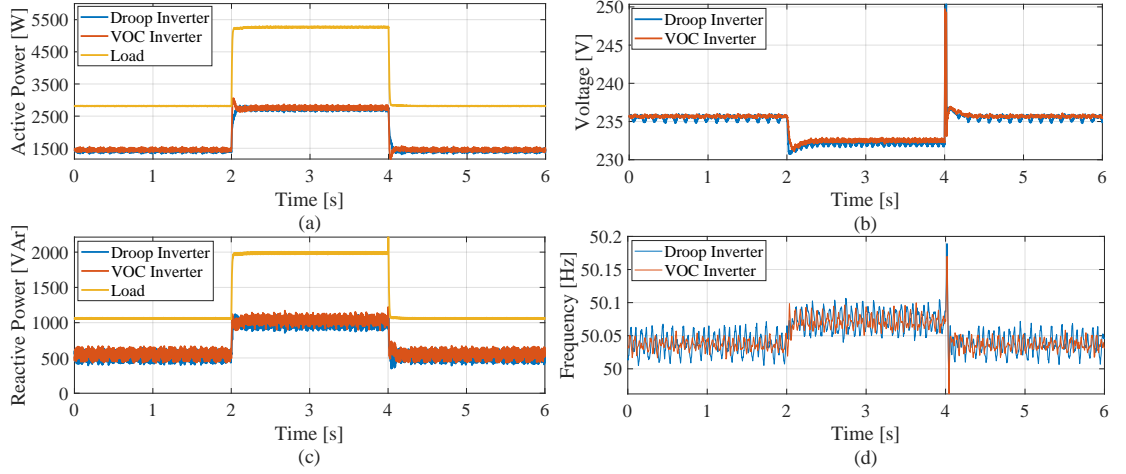 5500
4500
3500
2500
1500
Active Power [W]
Droop Inverter
VOC Inverter
Load
0 1 2 3 4 5 6
Time [s]
(a)
250
245
240
235
230
Voltage [V]
Droop Inverter
VOC Inverter
0 1 2 3 4 5 6
Time [s]
(b)
2000
1500
1000
500
0
Reactive Power [VAr]
Droop Inverter
VOC Inverter
Load
0 1 2 3 4 5 6
Time [s]
(c)
50.2
50.15
50.1
50.05
50
Frequency [Hz]
Droop Inverter
VOC Inverter
0 1 2 3 4 5 6
Time [s]
(d)